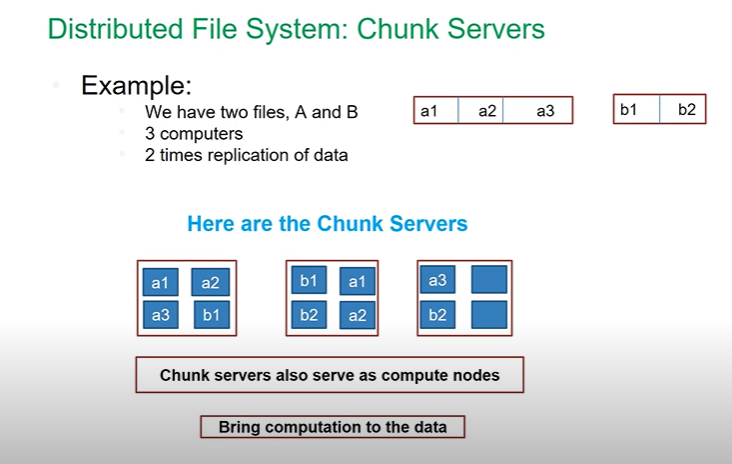 Distributed File System: Chunk Servers
Example:
We have two files, A and B
3 computers
2 times replication of data
a1 a2 a3
b1 b2
Here are the Chunk Servers
a1 a2
a3 b1
b1 a1
b2 a2
a3
b2
Chunk servers also serve as compute nodes
Bring computation to the data